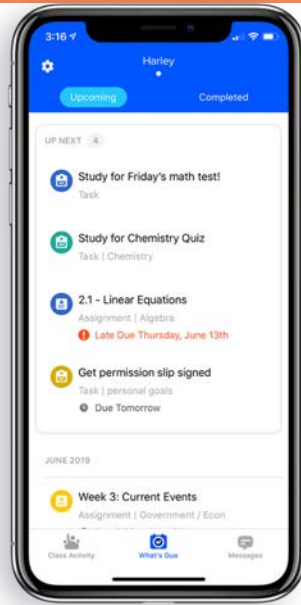 3:16
Harley
Upcoming
Completed
UP NEXT 4
Study for Friday's math test!
Task
Study for Chemistry Quiz
Task | Chemistry
2.1 - Linear Equations
Assignment | Algebra
Late Due Thursday, June 13th
Get permission slip signed
Task | personal goals
Due Tomorrow
JUNE 2019
Week 3: Current Events
Assignment | Government / Econ
Class Activity
What's Due
Messages